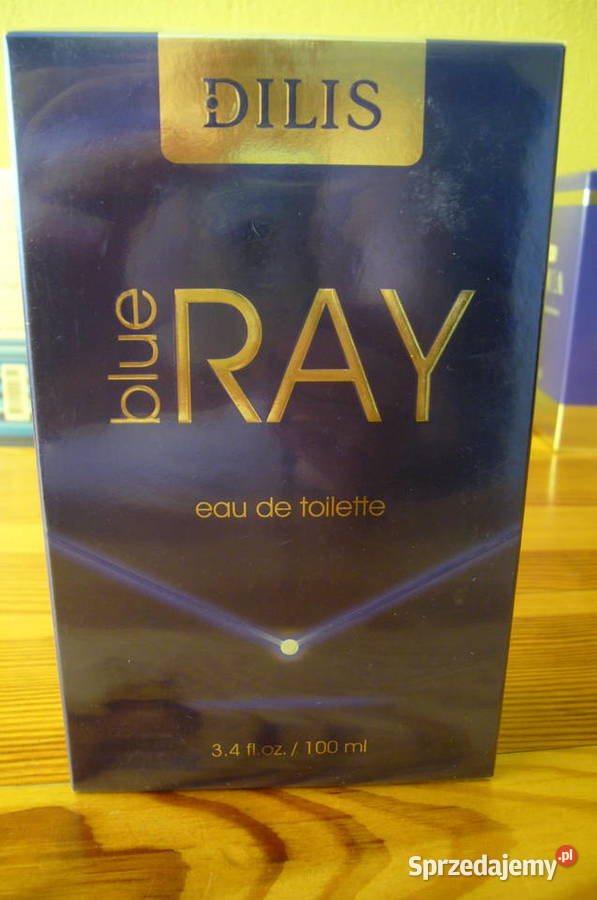 DILIS
blue
RAY
eau de toilette
3.4 fl.oz. / 100 ml
Sprzedajemy.pl